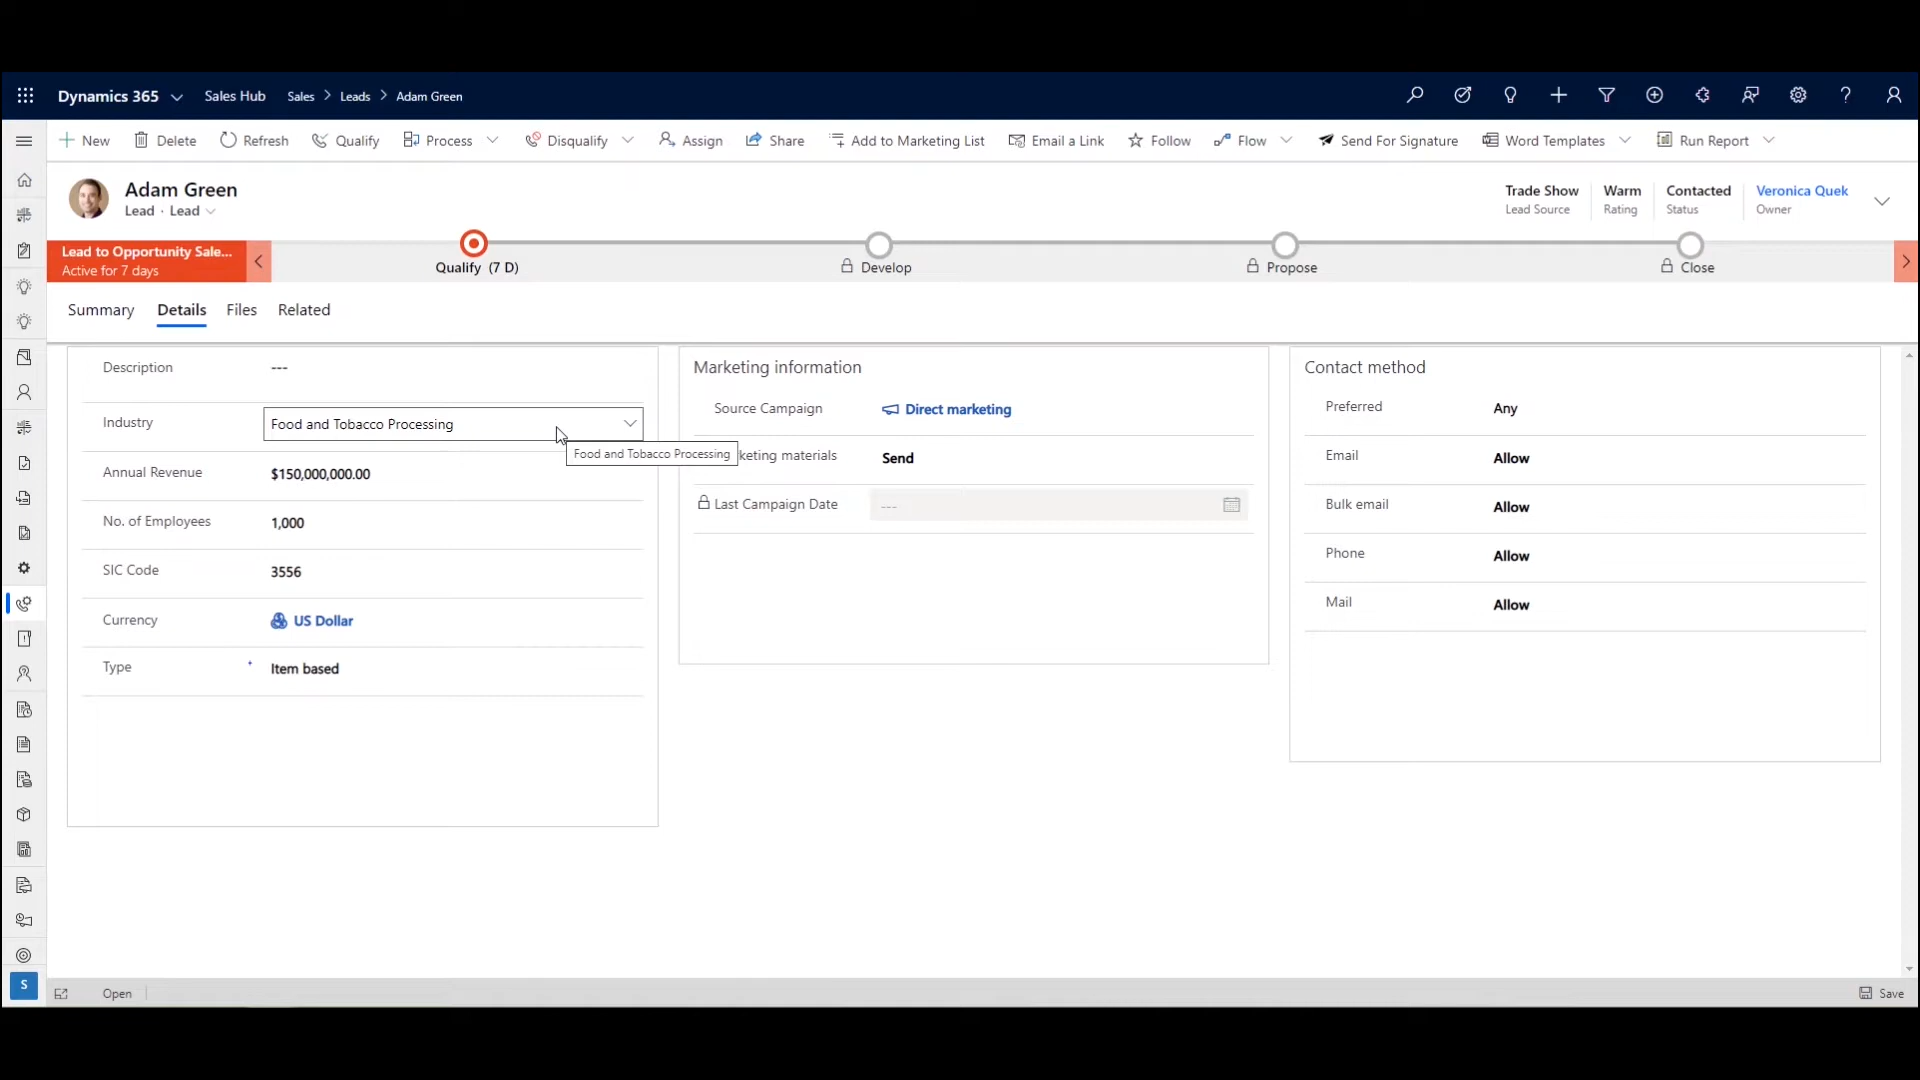 Dynamics 365 Sales Hub Sales > Leads > Adam Green
New Delete Refresh Qualify Process Disqualify Assign Share Add to Marketing List Email a Link Follow Flow Send For Signature Word Templates Run Report
Adam Green
Lead · Lead
Trade Show
Lead Source
Warm
Rating
Contacted
Status
Veronica Quek
Owner
Lead to Opportunity Sale...
Active for 7 days
Qualify (7 D)
Develop
Propose
Close
Summary Details Files Related
Description ---
Industry Food and Tobacco Processing
Food and Tobacco Processing
Annual Revenue $150,000,000.00
No. of Employees 1,000
SIC Code 3556
Currency US Dollar
Type Item based
Marketing information
Source Campaign Direct marketing
keting materials Send
Last Campaign Date ---
Contact method
Preferred Any
Email Allow
Bulk email Allow
Phone Allow
Mail Allow
S
Open
Save